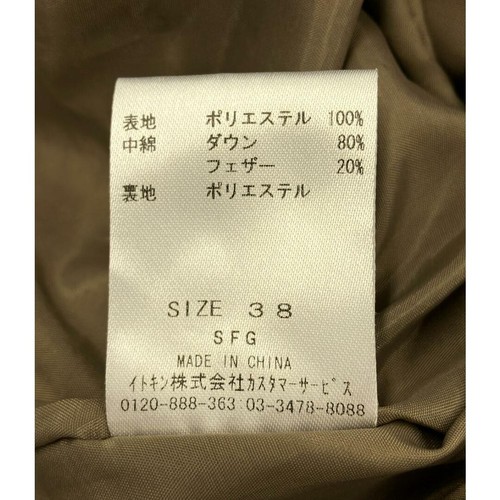 表地 ポリエステル 100%
中綿 ダウン 80%
フェザー 20%
裏地 ポリエステル
SIZE 38
SFG
MADE IN CHINA
イトキン株式会社カスタマーサービス
0120-888-363:03-3478-8088